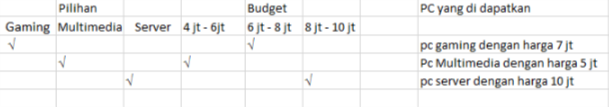 Pilihan Budget PC yang di dapatkan
Gaming Multimedia Server 4 jt - 6jt 6 jt - 8 jt 8 jt - 10 jt
√ √ pc gaming dengan harga 7 jt
√ √ Pc Multimedia dengan harga 5 jt
√ √ pc server dengan harga 10 jt